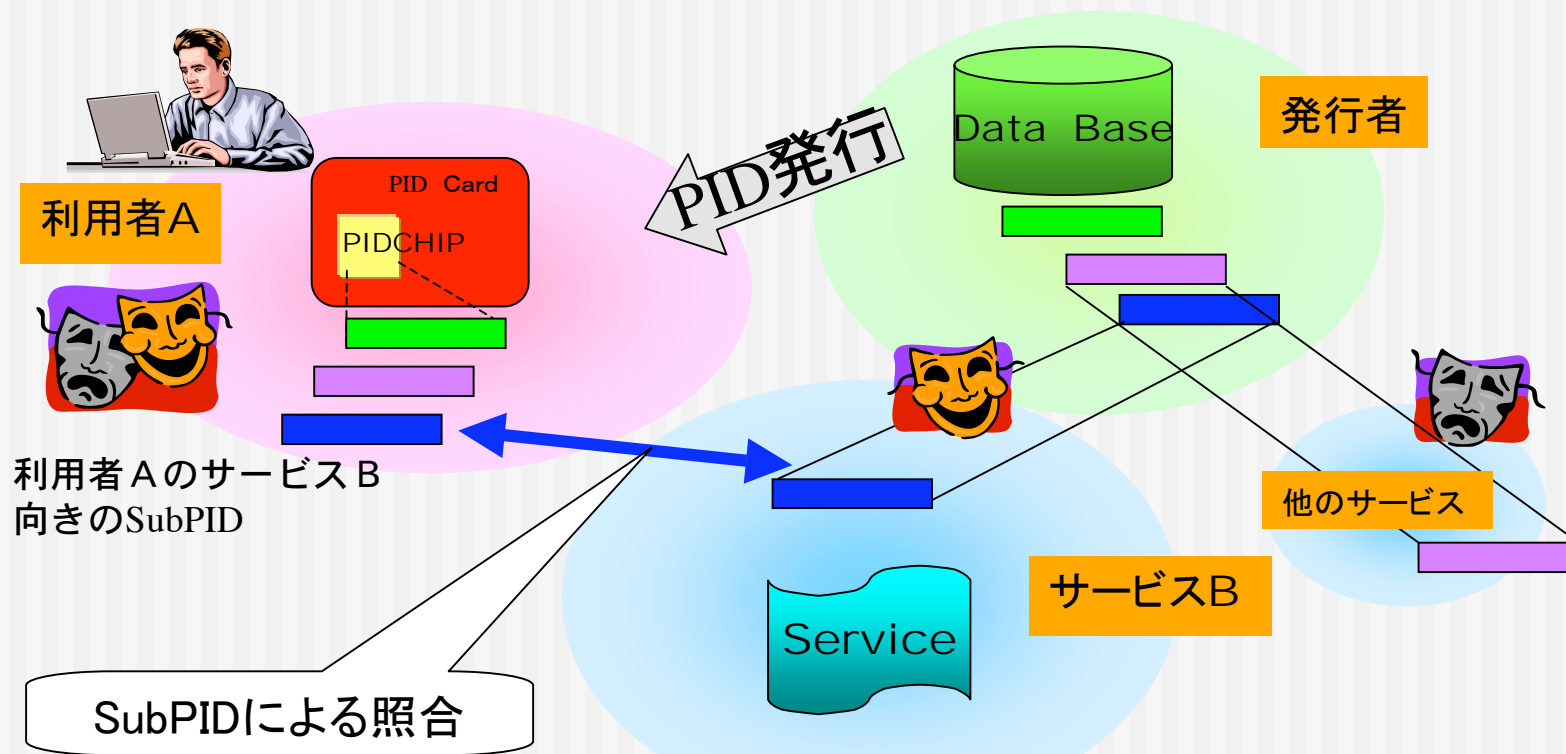 発行者
Data Base
PID発行
PID Card
PIDCHIP
利用者A
利用者AのサービスB
向きのSubPID
他のサービス
サービスB
Service
SubPIDによる照合